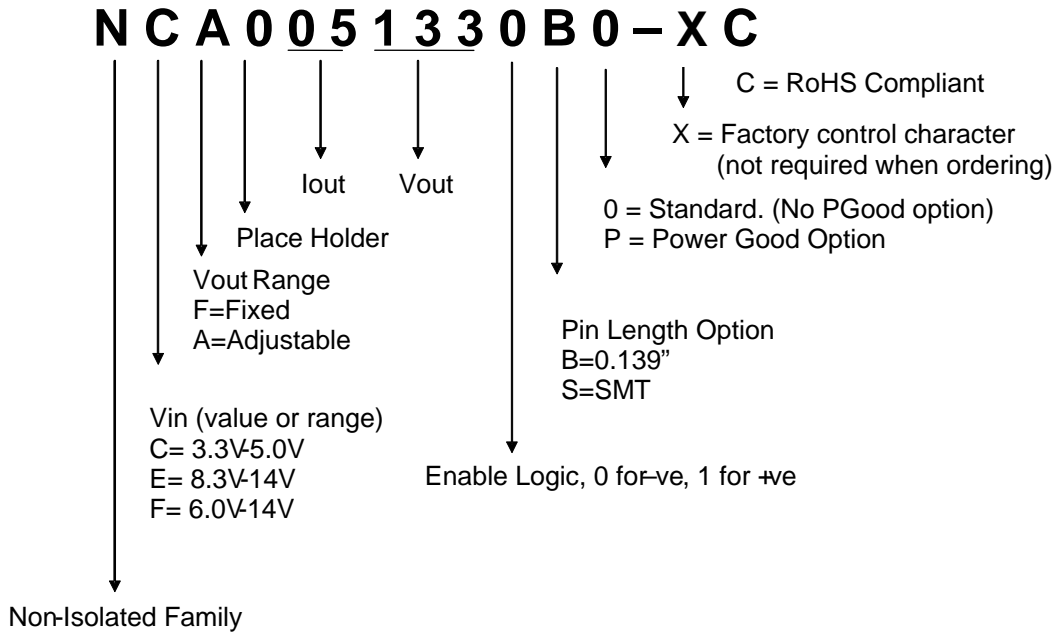 N C A 0 0 5 1 3 3 0 B 0 – X C
C = RoHS Compliant
X = Factory control character
(not required when ordering)
Iout
Vout
0 = Standard. (No PGood option)
P = Power Good Option
Place Holder
Vout Range
F=Fixed
A=Adjustable
Pin Length Option
B=0.139”
S=SMT
Vin (value or range)
C= 3.3V-5.0V
E= 8.3V-14V
F= 6.0V-14V
Enable Logic, 0 for–ve, 1 for +ve
Non-Isolated Family